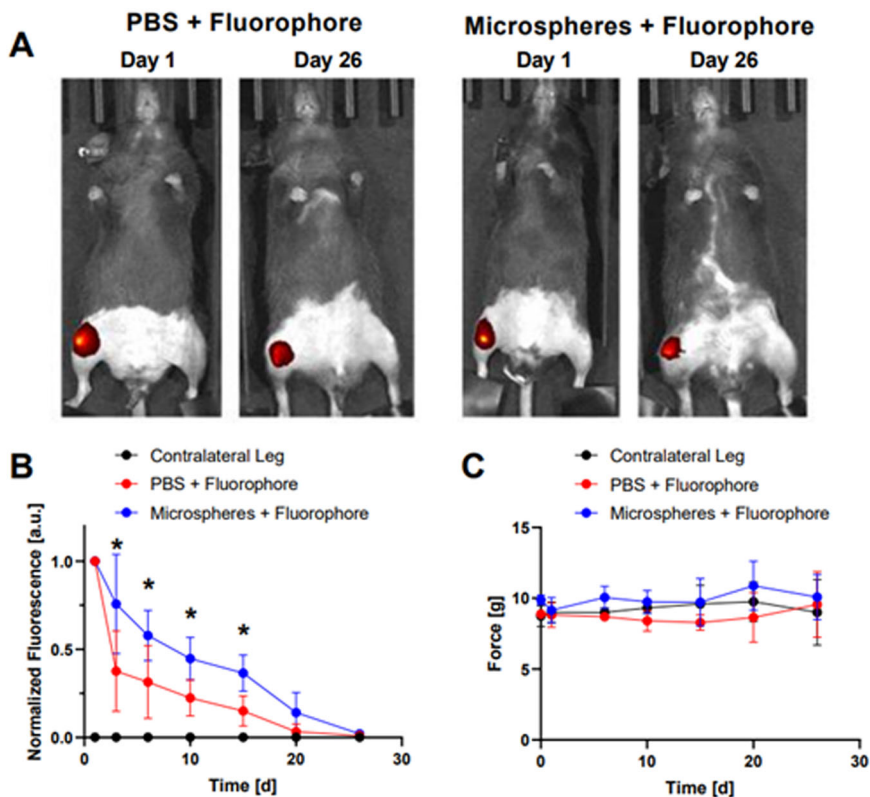 PBS + Fluorophore
Microspheres + Fluorophore
A
Day 1
Day 26
Day 1
Day 26
B
Contralateral Leg
PBS + Fluorophore
Microspheres + Fluorophore
Normalized Fluorescence [a.u.]
1.0
0.5
0.0
*
*
*
*
0
10
20
30
Time [d]
C
Contralateral Leg
PBS + Fluorophore
Microspheres + Fluorophore
Force [g]
15
10
5
0
0
10
20
30
Time [d]